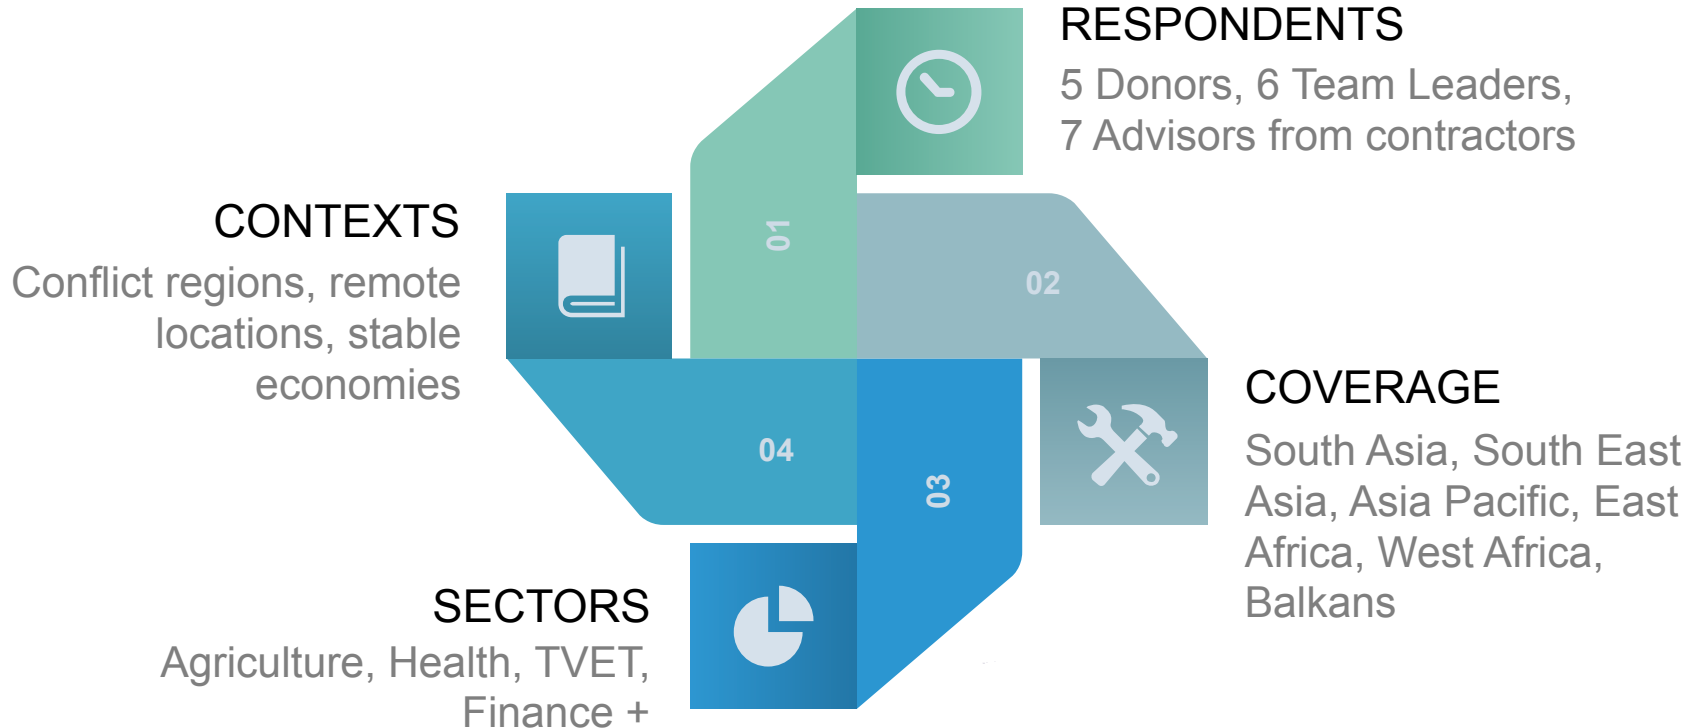 RESPONDENTS
5 Donors, 6 Team Leaders,
7 Advisors from contractors
01
02
CONTEXTS
Conflict regions, remote
locations, stable
economies
COVERAGE
South Asia, South East
Asia, Asia Pacific, East
Africa, West Africa,
Balkans
04
03
SECTORS
Agriculture, Health, TVET,
Finance +